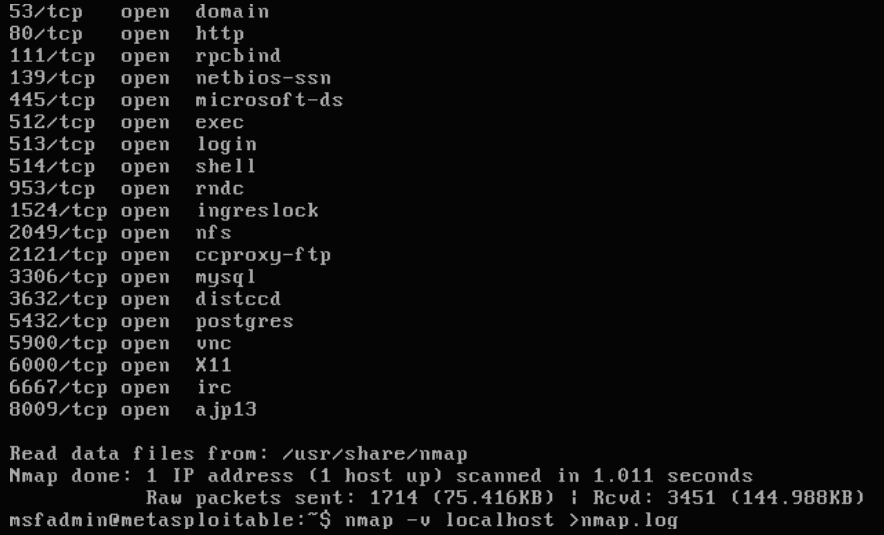 53/tcp   open  domain
80/tcp   open  http
111/tcp  open  rpcbind
139/tcp  open  netbios-ssn
445/tcp  open  microsoft-ds
512/tcp  open  exec
513/tcp  open  login
514/tcp  open  shell
953/tcp  open  rndc
1524/tcp open  ingreslock
2049/tcp open  nfs
2121/tcp open  ccproxy-ftp
3306/tcp open  mysql
3632/tcp open  distccd
5432/tcp open  postgres
5900/tcp open  vnc
6000/tcp open  X11
6667/tcp open  irc
8009/tcp open  ajp13
Read data files from: /usr/share/nmap
Nmap done: 1 IP address (1 host up) scanned in 1.011 seconds
           Raw packets sent: 1714 (75.416KB) | Rcvd: 3451 (144.988KB)
msfadmin@metasploitable:~$ nmap -v localhost >nmap.log